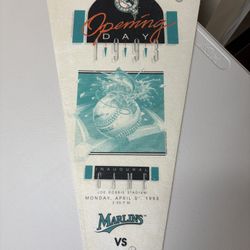 Opening
DAY
1993
INAUGURAL
GAME
JOE ROBBIE STADIUM
MONDAY, APRIL 5, 1993
MARLINS
VS